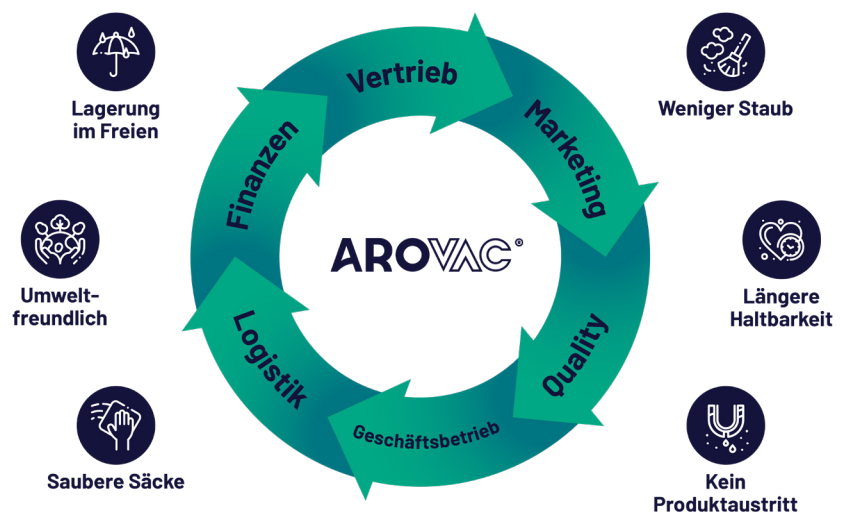 Vertrieb
Marketing
Quality
Geschäftsbetrieb
Logistik
Finanzen
AROVAC®
Lagerung
im Freien
Umwelt-
freundlich
Saubere Säcke
Weniger Staub
Längere
Haltbarkeit
Kein
Produktaustritt